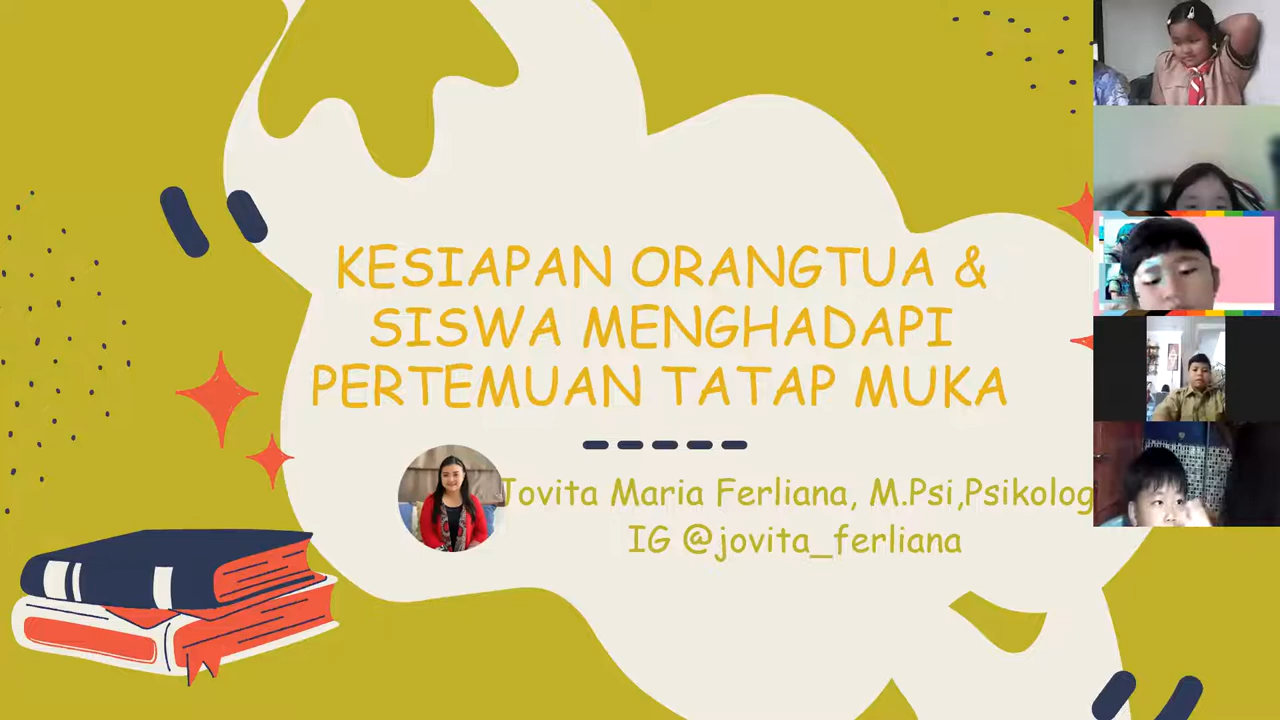 KESIAPAN ORANGTUA &
SISWA MENGHADAPI
PERTEMUAN TATAP MUKA
Jovita Maria Ferliana, M.Psi,Psikolog
IG @jovita_ferliana